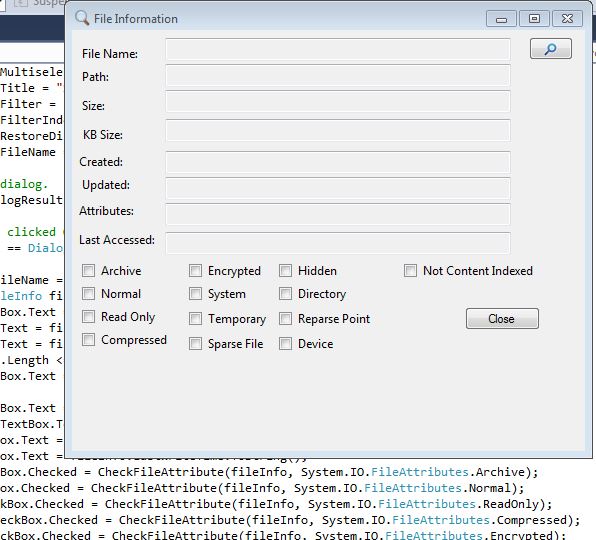 Suspe
File Information
File Name:
Path:
Size:
KB Size:
Created:
Updated:
Attributes:
Last Accessed:
Archive
Encrypted
Hidden
Not Content Indexed
Normal
System
Directory
Read Only
Temporary
Reparse Point
Close
Compressed
Sparse File
Device
Multisele
Title = "
Filter =
FilterInd
RestoreDi
FileName
dialog.
logResult
clicked
== Dialo
ileName =
leInfo fi
Box.Text =
Text = fi
Text = fi
.Length <
Box.Text =
Box.Text
TextBox.T
ox.Text =
ox.Text =
Box.Checked = CheckFileAttribute(fileInfo, System.IO.FileAttributes.Archive);
ox.Checked = CheckFileAttribute(fileInfo, System.IO.FileAttributes.Normal);
kBox.Checked = CheckFileAttribute(fileInfo, System.IO.FileAttributes.ReadOnly);
eckBox.Checked = CheckFileAttribute(fileInfo, System.IO.FileAttributes.Compressed);
ckBox.Checked = CheckFileAttribute(fileInfo, System.IO.FileAttributes.Encrypted);